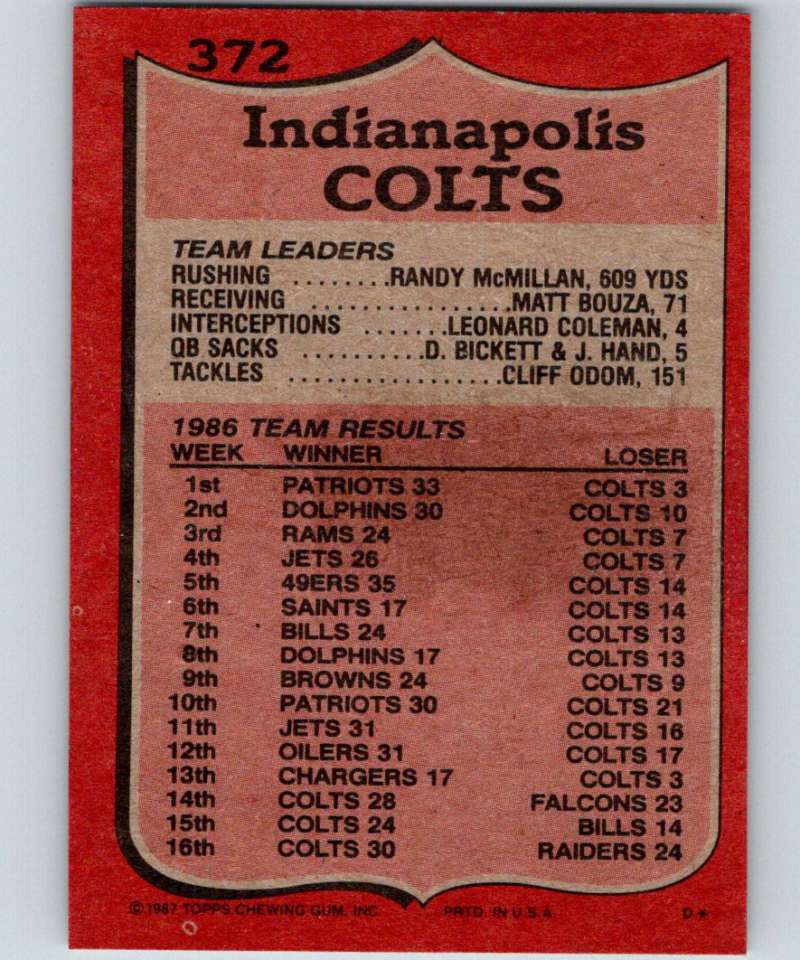 372
Indianapolis
COLTS
TEAM LEADERS
RUSHING ........RANDY McMILLAN, 609 YDS
RECEIVING .................MATT BOUZA, 71
INTERCEPTIONS .......LEONARD COLEMAN, 4
QB SACKS ..........D. BICKETT & J. HAND, 5
TACKLES .................CLIFF ODOM, 151
1986 TEAM RESULTS
WEEK WINNER LOSER
1st PATRIOTS 33 COLTS 3
2nd DOLPHINS 30 COLTS 10
3rd RAMS 24 COLTS 7
4th JETS 26 COLTS 7
5th 49ERS 35 COLTS 14
6th SAINTS 17 COLTS 14
7th BILLS 24 COLTS 13
8th DOLPHINS 17 COLTS 13
9th BROWNS 24 COLTS 9
10th PATRIOTS 30 COLTS 21
11th JETS 31 COLTS 16
12th OILERS 31 COLTS 17
13th CHARGERS 17 COLTS 3
14th COLTS 28 FALCONS 23
15th COLTS 24 BILLS 14
16th COLTS 30 RAIDERS 24
© 1987 TOPPS CHEWING GUM, INC. PRTD. IN U.S.A. D*